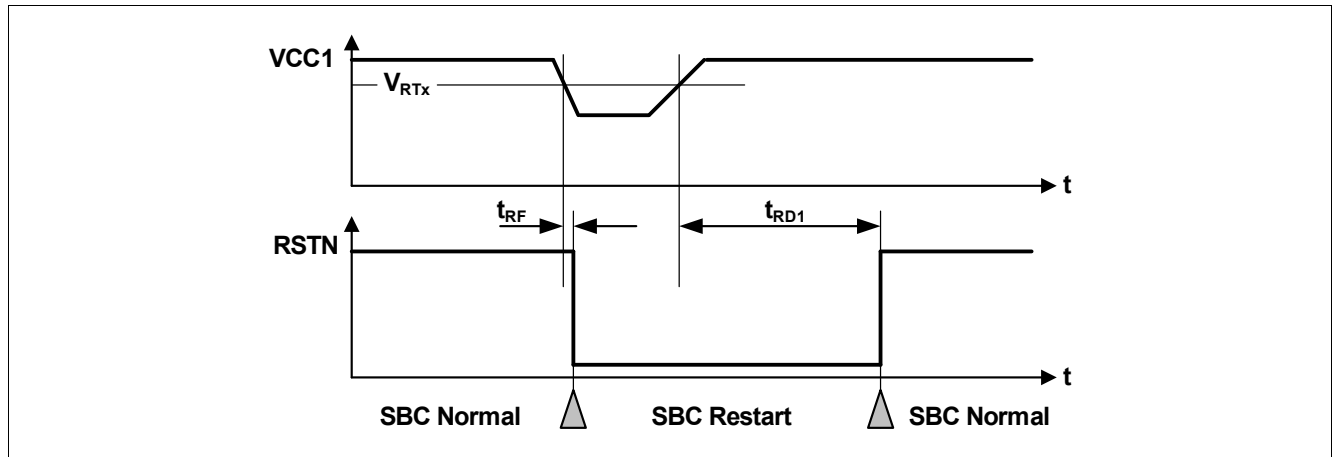 VCC1
VRTx
t
tRF
tRD1
RSTN
t
SBC Normal
SBC Restart
SBC Normal